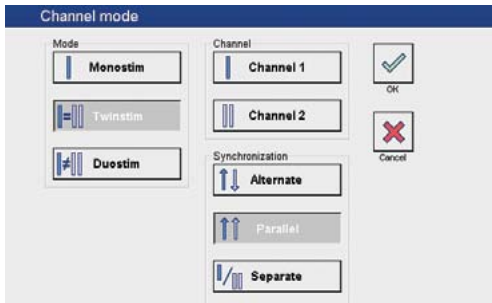 Channel mode
Mode
Monostim
Twinstim
Duostim
Channel
Channel 1
Channel 2
Synchronization
Alternate
Parallel
Separate
OK
Cancel